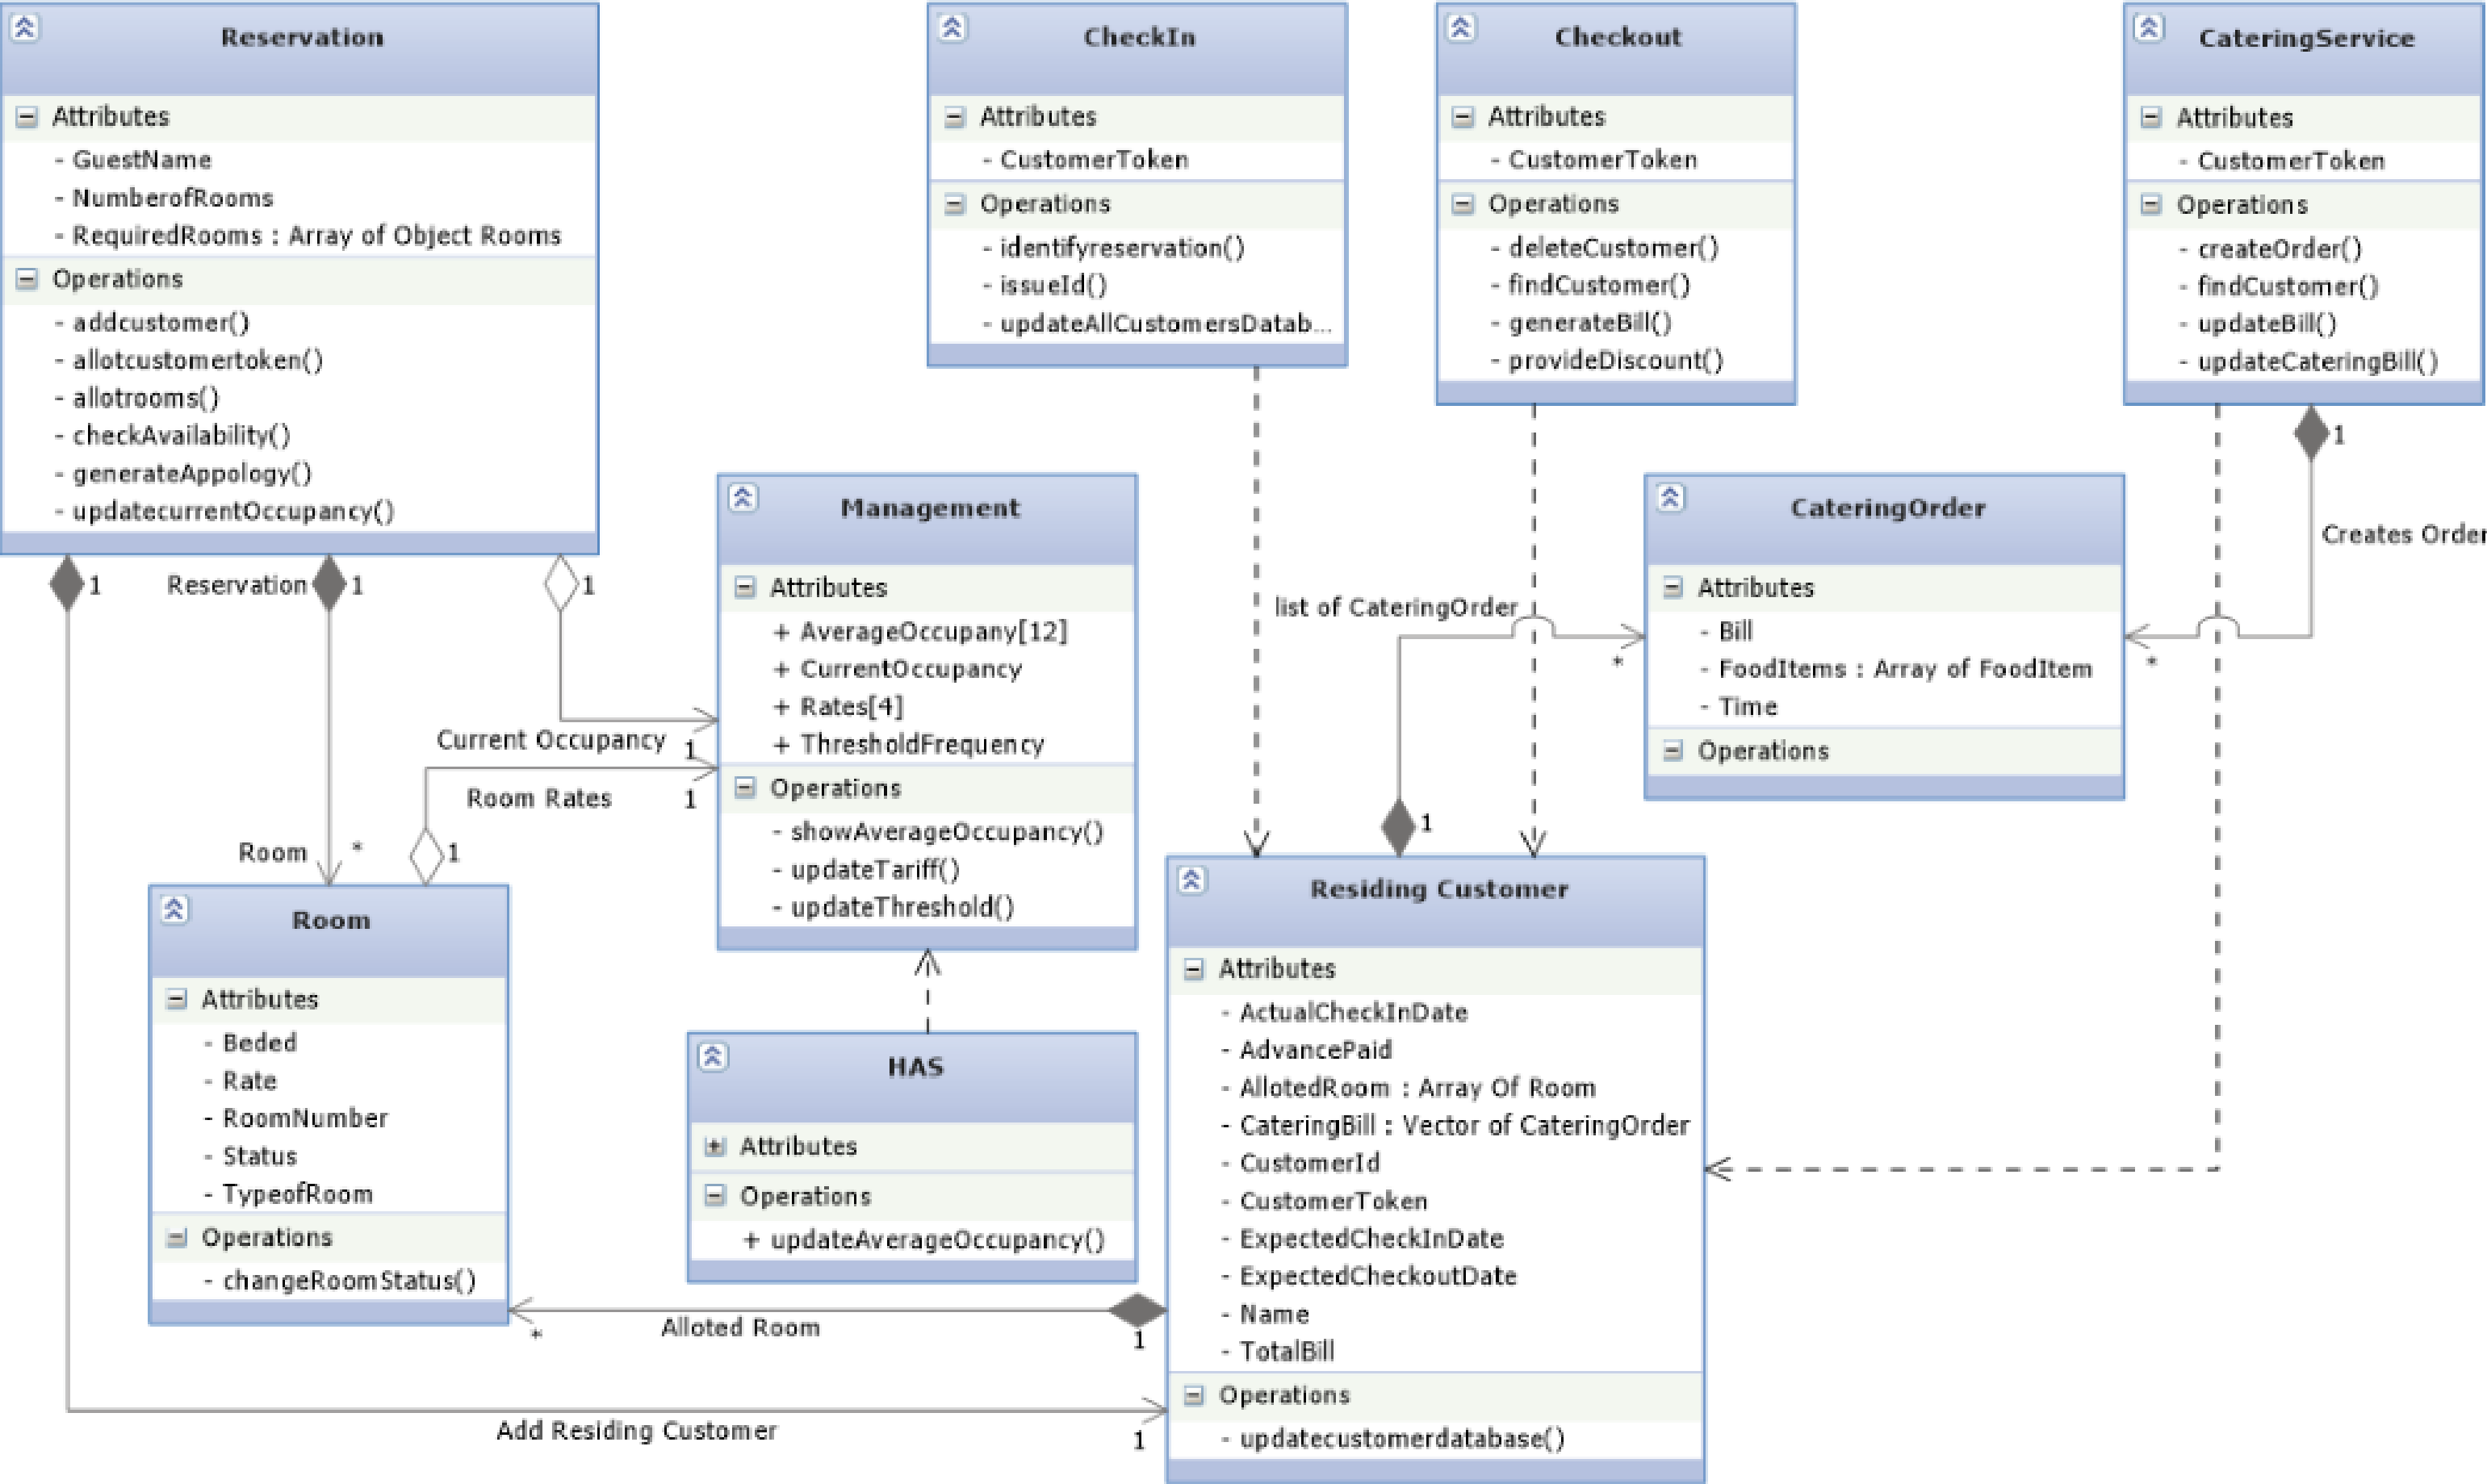 Reservation
Attributes
- GuestName
- NumberofRooms
- RequiredRooms : Array of Object Rooms
Operations
- addcustomer()
- allotcustomertoken()
- allotrooms()
- checkAvailability()
- generateAppology()
- updatecurrentOccupancy()
CheckIn
Attributes
- CustomerToken
Operations
- identifyreservation()
- issueId()
- updateAllCustomersDatab...
Checkout
Attributes
- CustomerToken
Operations
- deleteCustomer()
- findCustomer()
- generateBill()
- provideDiscount()
CateringService
Attributes
- CustomerToken
Operations
- createOrder()
- findCustomer()
- updateBill()
- updateCateringBill()
1
Reservation 1
1
1
Creates Order
Management
Attributes
+ AverageOccupany[12]
+ CurrentOccupancy
+ Rates[4]
+ ThresholdFrequency
Operations
- showAverageOccupancy()
- updateTariff()
- updateThreshold()
CateringOrder
Attributes
- Bill
- FoodItems : Array of FoodItem
- Time
Operations
list of CateringOrder
*
*
1
Current Occupancy 1
Room Rates 1
Room *
1
Room
Attributes
- Beded
- Rate
- RoomNumber
- Status
- TypeofRoom
Operations
- changeRoomStatus()
HAS
Attributes
Operations
+ updateAverageOccupancy()
Residing Customer
Attributes
- ActualCheckInDate
- AdvancePaid
- AllotedRoom : Array Of Room
- CateringBill : Vector of CateringOrder
- CustomerId
- CustomerToken
- ExpectedCheckInDate
- ExpectedCheckoutDate
- Name
- TotalBill
Operations
- updatecustomerdatabase()
* Alloted Room 1
Add Residing Customer 1